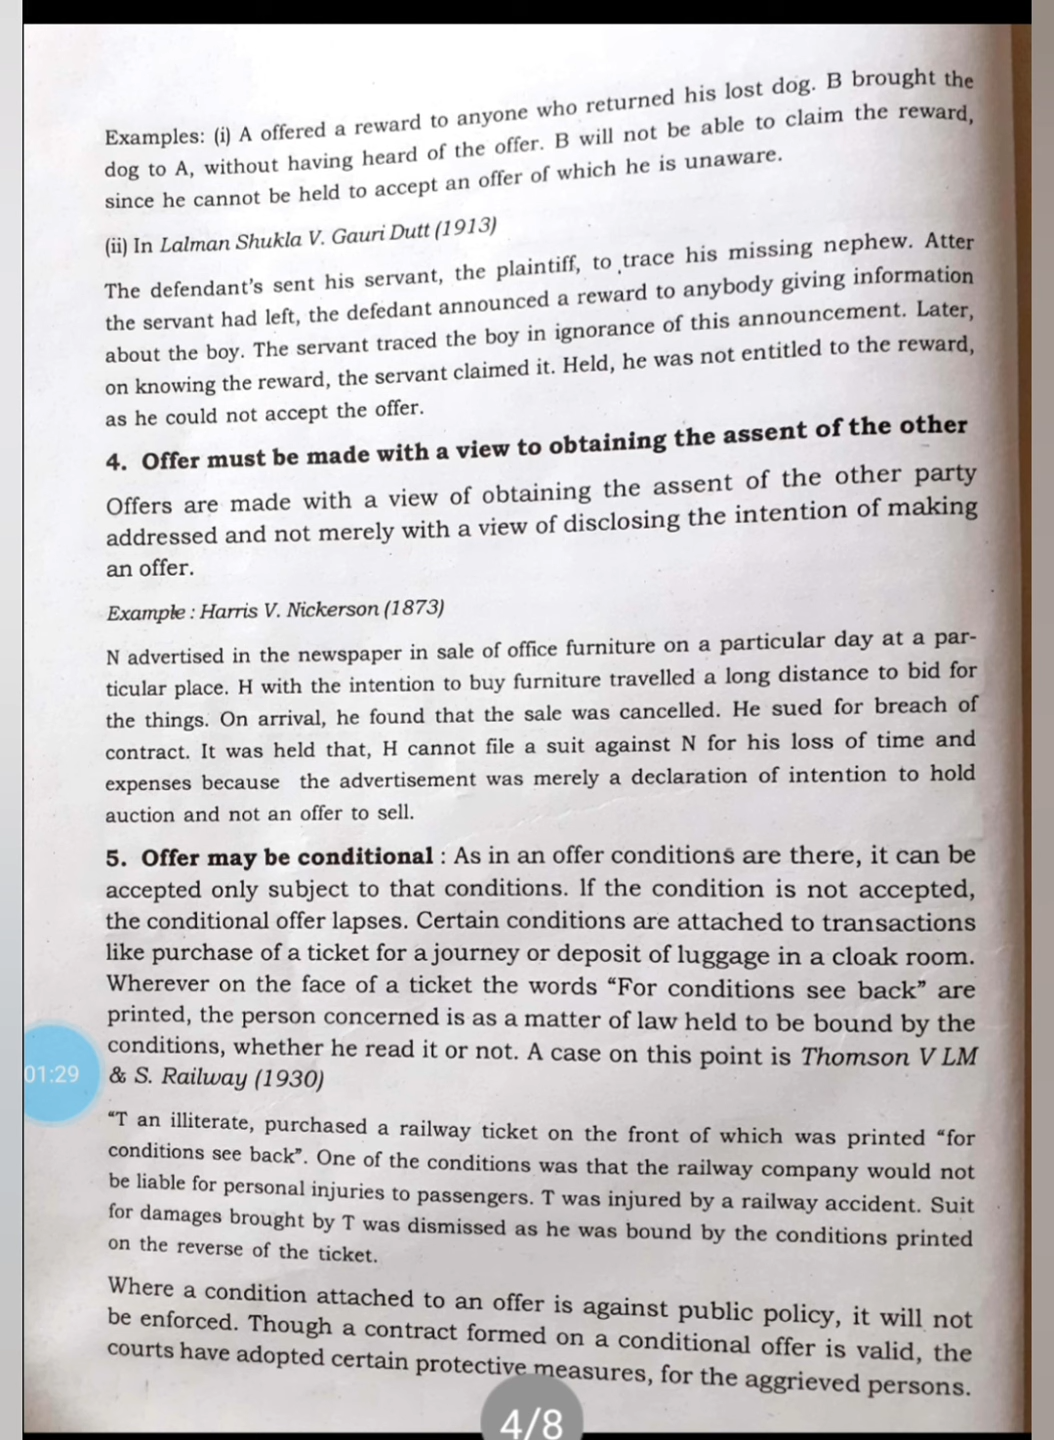 Examples: (i) A offered a reward to anyone who returned his lost dog. B brought the
dog to A, without having heard of the offer. B will not be able to claim the reward,
since he cannot be held to accept an offer of which he is unaware.
(ii) In Lalman Shukla V. Gauri Dutt (1913)
The defendant's sent his servant, the plaintiff, to trace his missing nephew. Atter
the servant had left, the defedant announced a reward to anybody giving information
about the boy. The servant traced the boy in ignorance of this announcement. Later,
on knowing the reward, the servant claimed it. Held, he was not entitled to the reward,
as he could not accept the offer.
4. Offer must be made with a view to obtaining the assent of the other
Offers are made with a view of obtaining the assent of the other party
addressed and not merely with a view of disclosing the intention of making
an offer.
Example : Harris V. Nickerson (1873)
N advertised in the newspaper in sale of office furniture on a particular day at a par-
ticular place. H with the intention to buy furniture travelled a long distance to bid for
the things. On arrival, he found that the sale was cancelled. He sued for breach of
contract. It was held that, H cannot file a suit against N for his loss of time and
expenses because the advertisement was merely a declaration of intention to hold
auction and not an offer to sell.
5. Offer may be conditional : As in an offer conditions are there, it can be
accepted only subject to that conditions. If the condition is not accepted,
the conditional offer lapses. Certain conditions are attached to transactions
like purchase of a ticket for a journey or deposit of luggage in a cloak room.
Wherever on the face of a ticket the words “For conditions see back” are
printed, the person concerned is as a matter of law held to be bound by the
conditions, whether he read it or not. A case on this point is Thomson V LM
01:29
& S. Railway (1930)
“T an illiterate, purchased a railway ticket on the front of which was printed “for
conditions see back”. One of the conditions was that the railway company would not
be liable for personal injuries to passengers. T was injured by a railway accident. Suit
for damages brought by T was dismissed as he was bound by the conditions printed
on the reverse of the ticket.
Where a condition attached to an offer is against public policy, it will not
be enforced. Though a contract formed on a conditional offer is valid, the
courts have adopted certain protective measures, for the aggrieved persons.
4/8